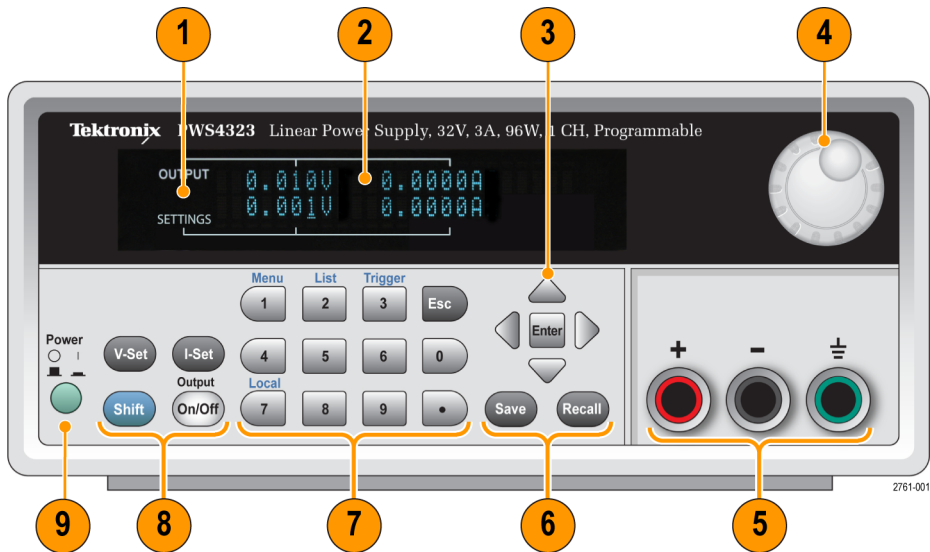 1 2 3 4
Tektronix PWS4323 Linear Power Supply, 32V, 3A, 96W, 1 CH, Programmable
OUTPUT 0.010V 0.0000A
SETTINGS 0.001V 0.0000A
Menu List Trigger
1 2 3 Esc
Power
V-Set I-Set 4 5 6 0 Enter
Output Local
Shift On/Off 7 8 9 • Save Recall
+ -
2761-001
9 8 7 6 5